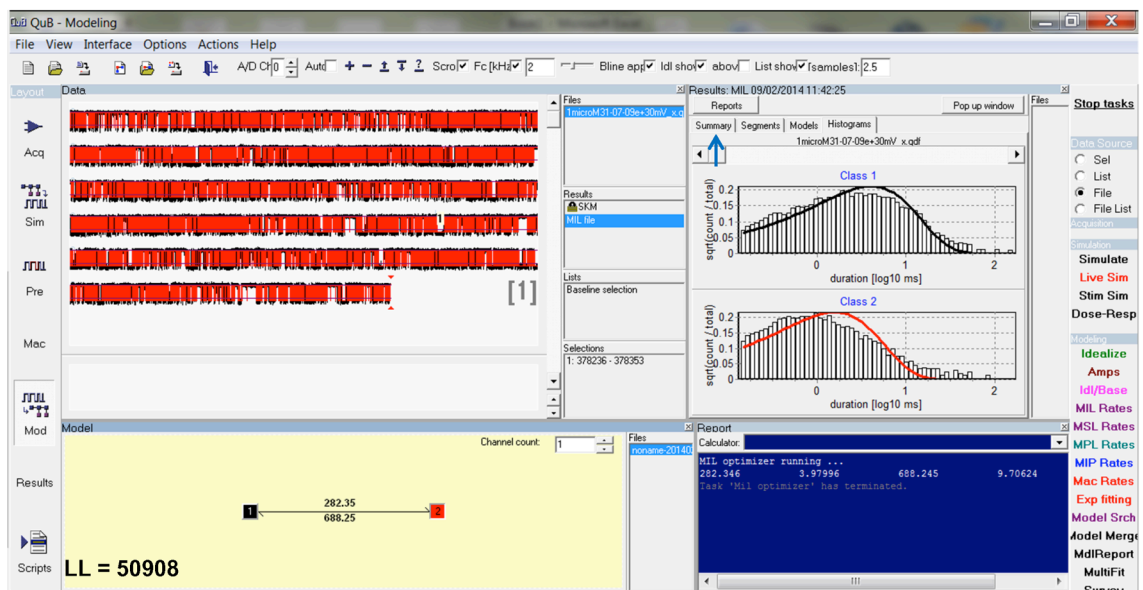 QuB - Modeling
File View Interface Options Actions Help
A/D Ch 0 Auto + − Scro Fc [kHz 2 Bline app Idl shov abov List shov [samples]: 2.5
Layout
Acq
Sim
Pre
Mac
Mod
Results
Scripts
Data
[1]
Files
1microM31-07-09e+30mV_x.q
Results
SKM
MIL file
Lists
Baseline selection
Selections
1: 378236 - 378353
Results: MIL 09/02/2014 11:42:25
Reports
Pop up window
Summary Segments Models Histograms
1microM31-07-09e+30mV x.qdf
Class 1
sqrt(count / total)
0.2
0.15
0.1
0.05
0
0 1 2
duration [log10 ms]
Class 2
sqrt(count / total)
0.2
0.15
0.1
0.05
0
0 1 2
duration [log10 ms]
Files
Stop tasks
Data Source
Sel
List
File
File List
Acquisition
Simulation
Simulate
Live Sim
Stim Sim
Dose-Resp
Modeling
Idealize
Amps
Idl/Base
MIL Rates
MSL Rates
MPL Rates
MIP Rates
Mac Rates
Exp fitting
Model Srch
Model Merge
MdlReport
MultiFit
Model
Channel count: 1
1 282.35 2
688.25
LL = 50908
Files
noname-20140
Report
Calculator:
MIL optimizer running ...
282.346 3.97996 688.245 9.70624
Task 'Mil optimizer' has terminated.